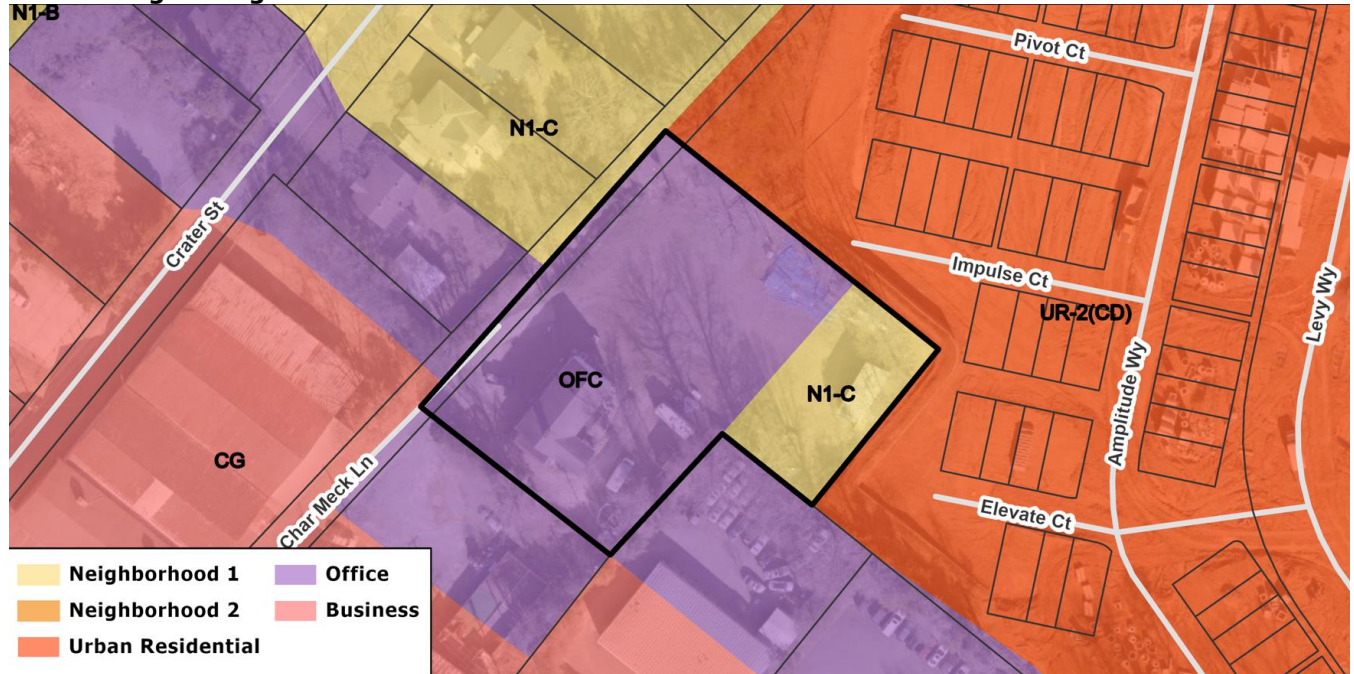 N1-B
Pivot Ct
N1-C
Crater St
Impulse Ct
UR-2(CD)
Levy Wy
OFC
N1-C
Amplitude Wy
CG
Char Meck Ln
Elevate Ct
Neighborhood 1
Office
Neighborhood 2
Business
Urban Residential